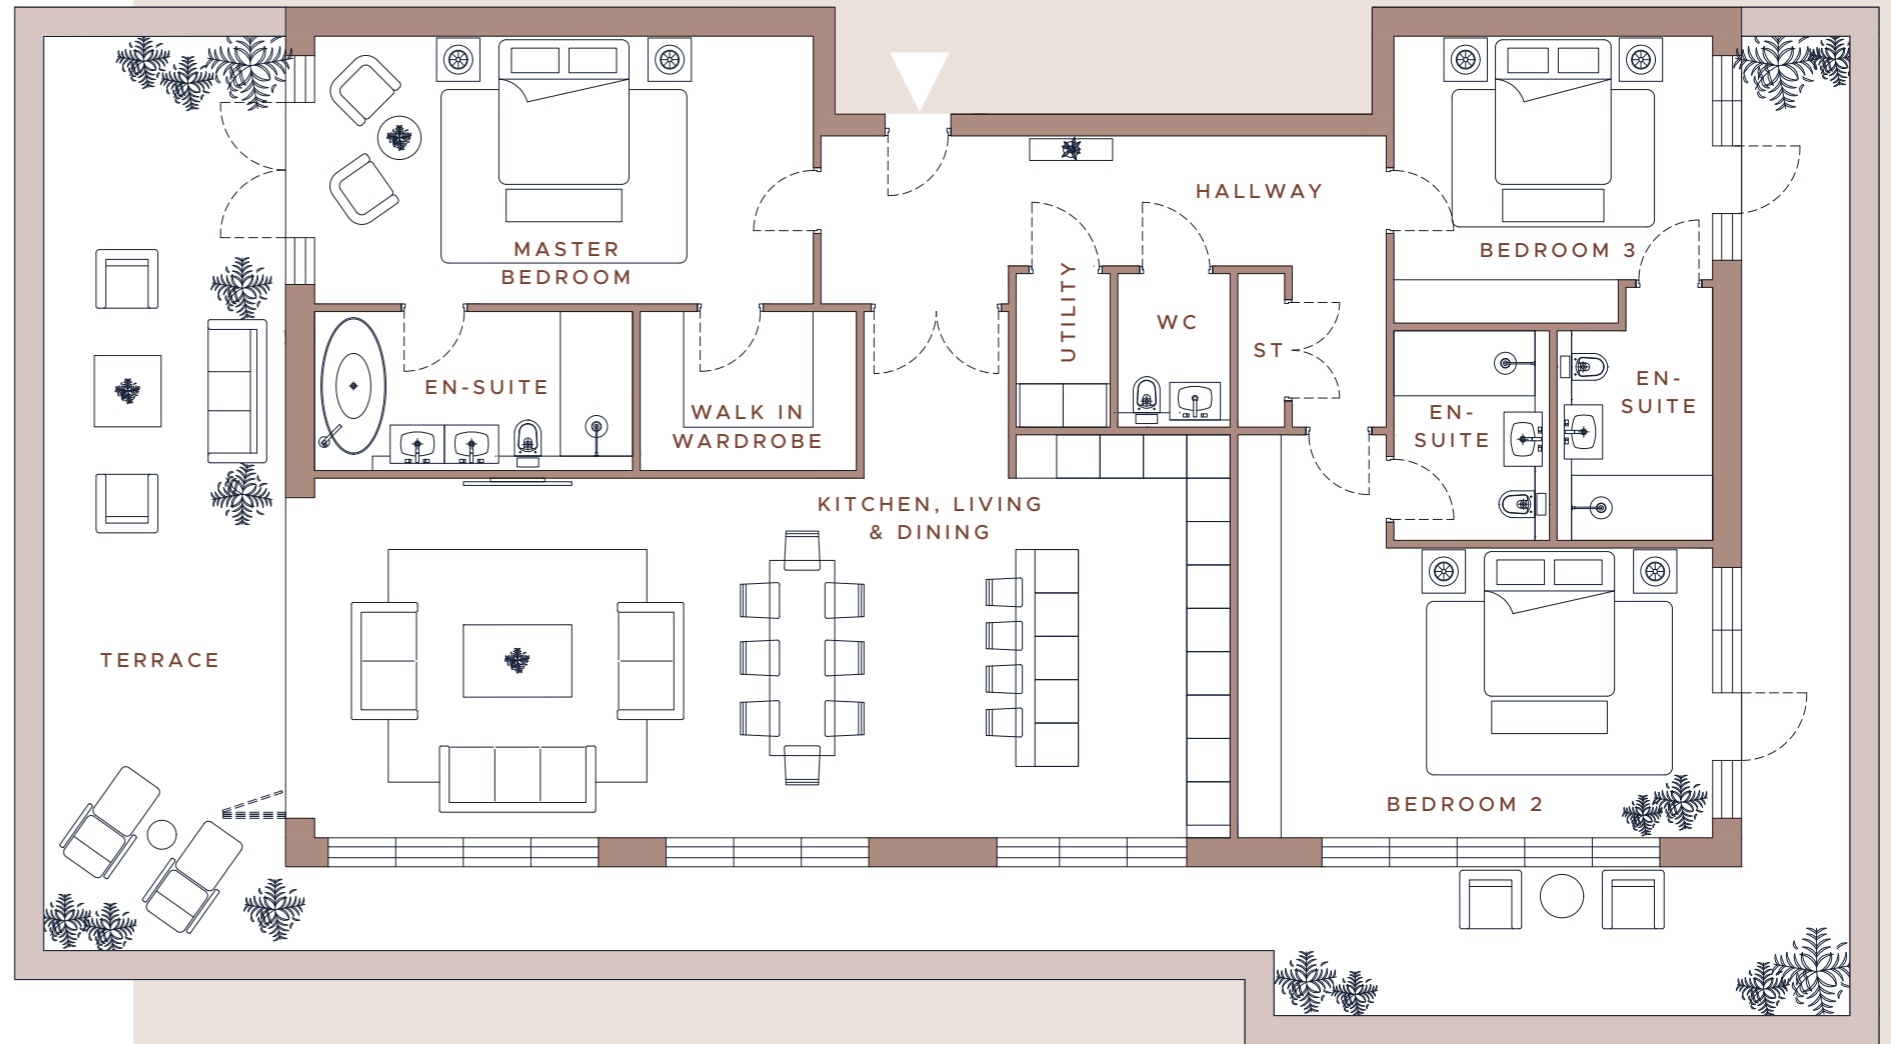 HALLWAY
MASTER
BEDROOM
BEDROOM 3
UTILITY
WC
ST
EN-SUITE
WALK IN
WARDROBE
EN-
SUITE
EN-
SUITE
KITCHEN, LIVING
& DINING
TERRACE
BEDROOM 2